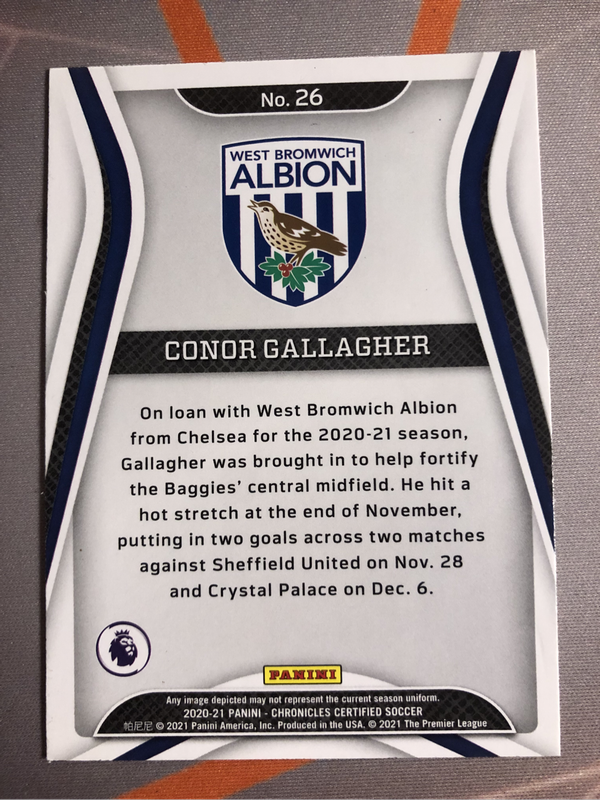 No. 26
WEST BROMWICH
ALBION
CONOR GALLAGHER
On loan with West Bromwich Albion
from Chelsea for the 2020-21 season,
Gallagher was brought in to help fortify
the Baggies' central midfield. He hit a
hot stretch at the end of November,
putting in two goals across two matches
against Sheffield United on Nov. 28
and Crystal Palace on Dec. 6.
PANINI
Any image depicted may not represent the current season uniform.
2020-21 PANINI - CHRONICLES CERTIFIED SOCCER
帕尼尼 © 2021 Panini America, Inc. Produced in the USA. © 2021 The Premier League